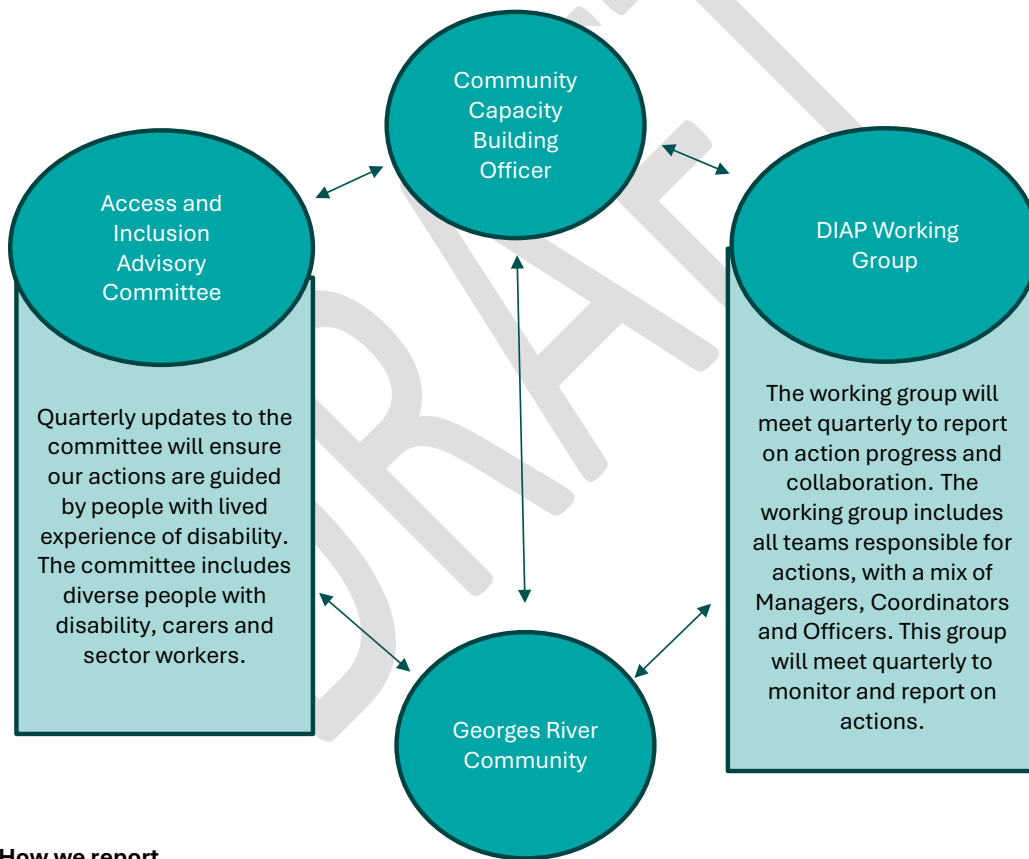 Community
Capacity
Building
Officer
Access and
Inclusion
Advisory
Committee
DIAP Working
Group
Quarterly updates to the
committee will ensure
our actions are guided
by people with lived
experience of disability.
The committee includes
diverse people with
disability, carers and
sector workers.
The working group will
meet quarterly to report
on action progress and
collaboration. The
working group includes
all teams responsible for
actions, with a mix of
Managers, Coordinators
and Officers. This group
will meet quarterly to
monitor and report on
actions.
Georges River
Community
How we report
DRAFT